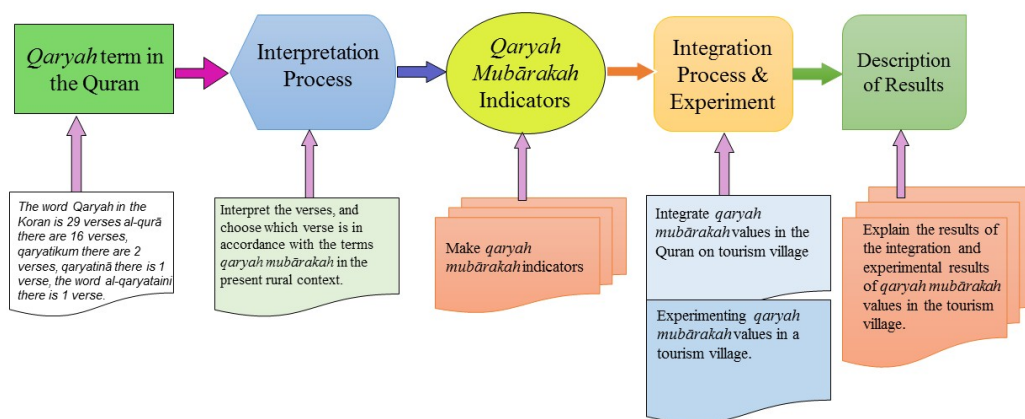 Qaryah term in
the Quran
Interpretation
Process
Qaryah
Mubārakah
Indicators
Integration
Process &
Experiment
Description
of Results
The word Qaryah in the
Koran is 29 verses al-qurā
there are 16 verses,
qaryatikum there are 2
verses, qaryatinā there is 1
verse, the word al-qaryataini
there is 1 verse.
Interpret the verses, and
choose which verse is in
accordance with the terms
qaryah mubārakah in the
present rural context.
Make qaryah
mubārakah indicators
Integrate qaryah
mubārakah values in the
Quran on tourism village
Experimenting qaryah
mubārakah values in a
tourism village.
Explain the results of
the integration and
experimental results
of qaryah mubārakah
values in the tourism
village.